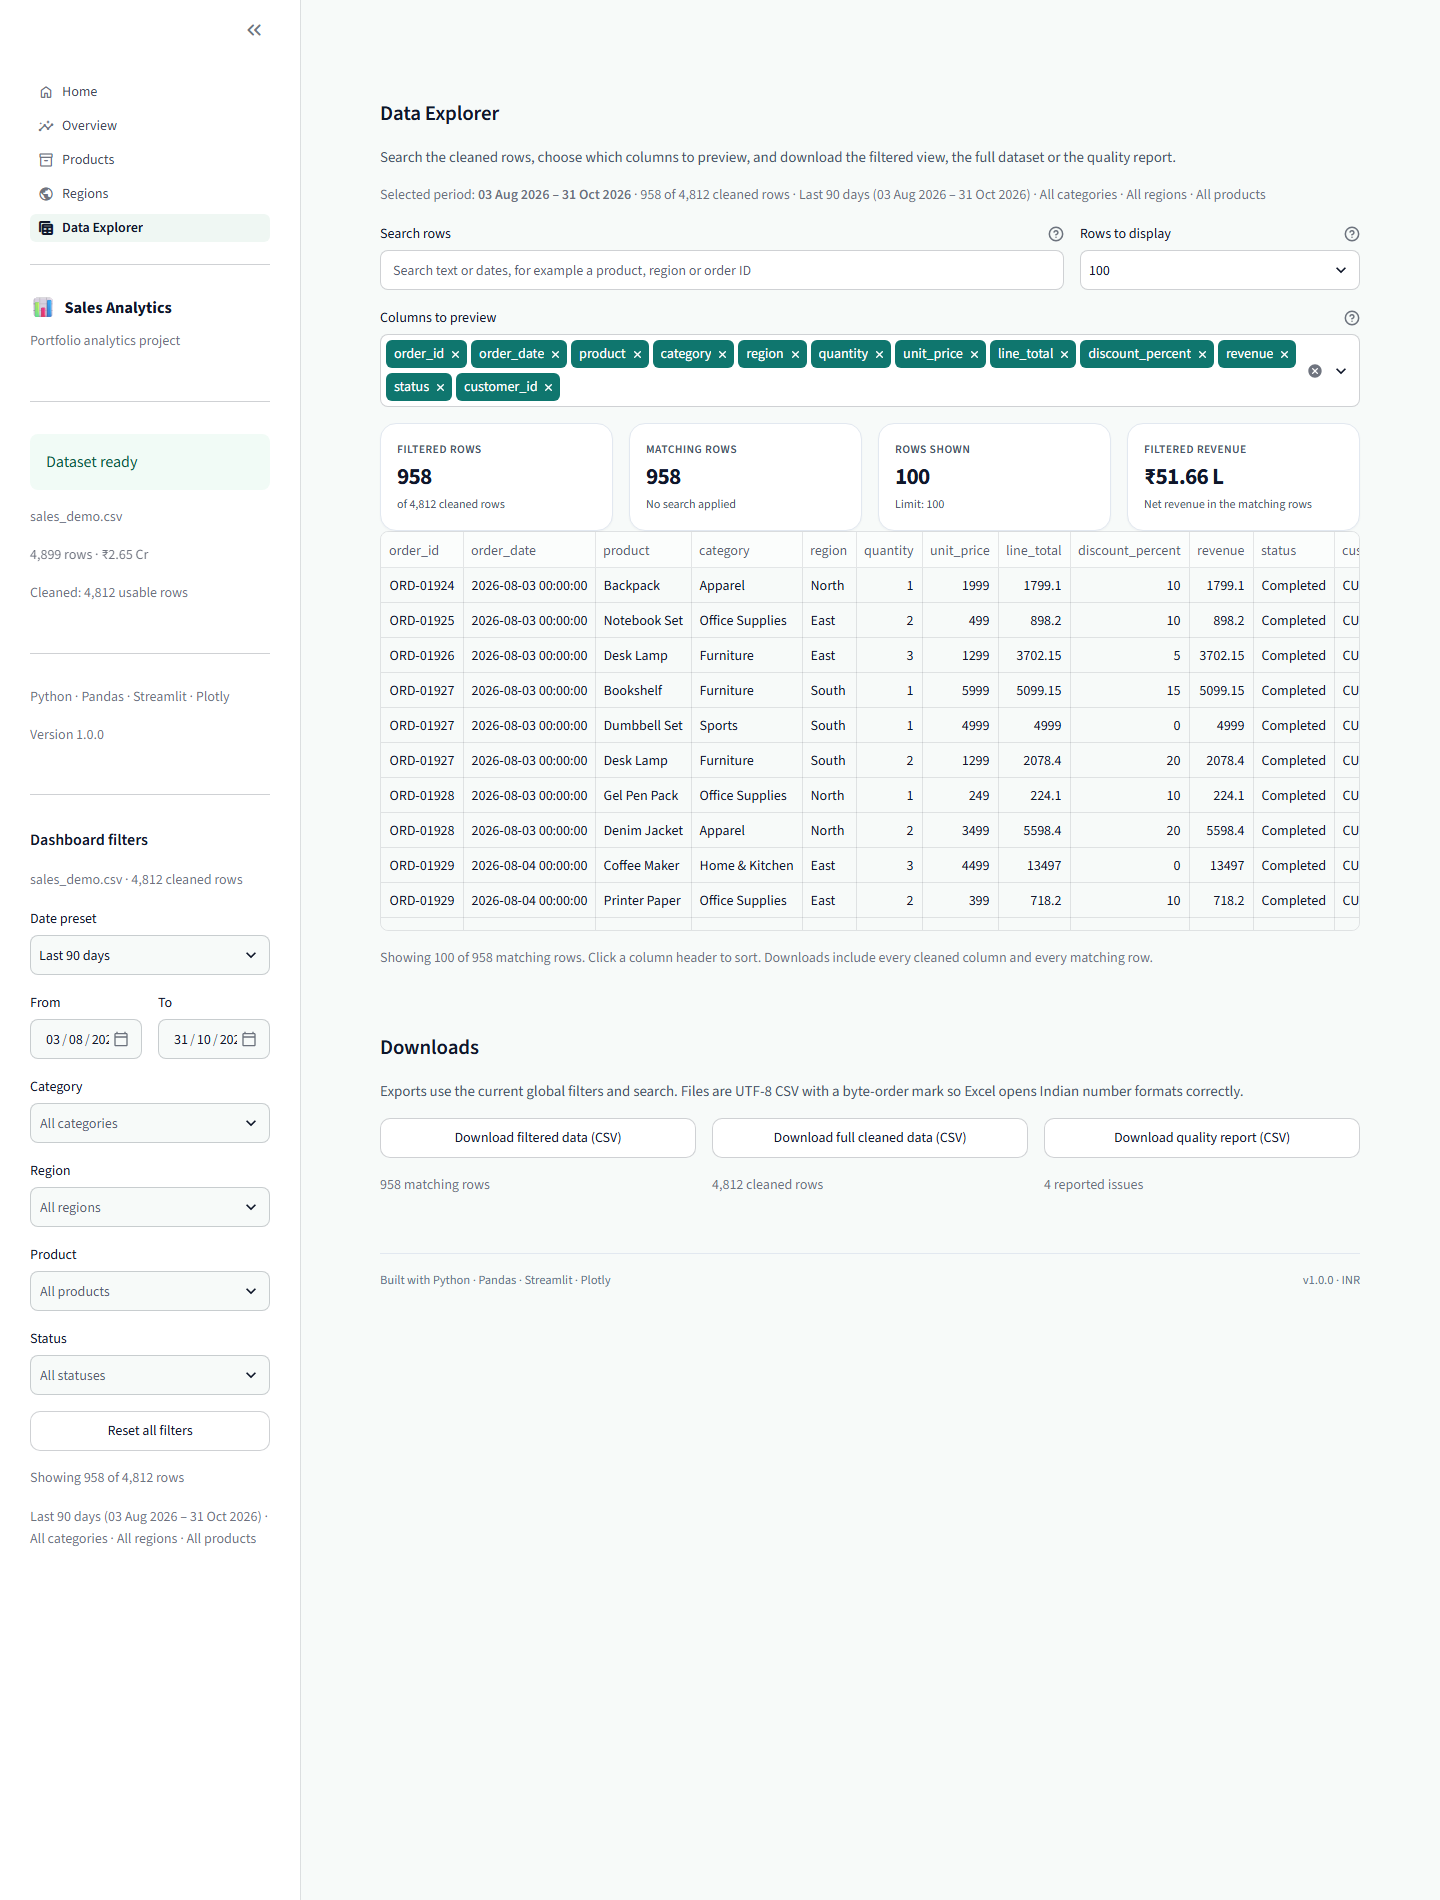 Home
Overview
Products
Regions
Data Explorer
Sales Analytics
Portfolio analytics project
Dataset ready
sales_demo.csv
4,899 rows · ₹2.65 Cr
Cleaned: 4,812 usable rows
Python · Pandas · Streamlit · Plotly
Version 1.0.0
Dashboard filters
sales_demo.csv · 4,812 cleaned rows
Date preset
Last 90 days
From To
03 / 08 / 202 31 / 10 / 202
Category
All categories
Region
All regions
Product
All products
Status
All statuses
Reset all filters
Showing 958 of 4,812 rows
Last 90 days (03 Aug 2026 – 31 Oct 2026) ·
All categories · All regions · All products
Data Explorer
Search the cleaned rows, choose which columns to preview, and download the filtered view, the full dataset or the quality report.
Selected period: 03 Aug 2026 – 31 Oct 2026 · 958 of 4,812 cleaned rows · Last 90 days (03 Aug 2026 – 31 Oct 2026) · All categories · All regions · All products
Search rows Rows to display
Search text or dates, for example a product, region or order ID 100
Columns to preview
order_id order_date product category region quantity unit_price line_total discount_percent revenue
status customer_id
FILTERED ROWS MATCHING ROWS ROWS SHOWN FILTERED REVENUE
958 958 100 ₹51.66 L
of 4,812 cleaned rows No search applied Limit: 100 Net revenue in the matching rows
order_id order_date product category region quantity unit_price line_total discount_percent revenue status cus
ORD-01924 2026-08-03 00:00:00 Backpack Apparel North 1 1999 1799.1 10 1799.1 Completed CU
ORD-01925 2026-08-03 00:00:00 Notebook Set Office Supplies East 2 499 898.2 10 898.2 Completed CU
ORD-01926 2026-08-03 00:00:00 Desk Lamp Furniture East 3 1299 3702.15 5 3702.15 Completed CU
ORD-01927 2026-08-03 00:00:00 Bookshelf Furniture South 1 5999 5099.15 15 5099.15 Completed CU
ORD-01927 2026-08-03 00:00:00 Dumbbell Set Sports South 1 4999 4999 0 4999 Completed CU
ORD-01927 2026-08-03 00:00:00 Desk Lamp Furniture South 2 1299 2078.4 20 2078.4 Completed CU
ORD-01928 2026-08-03 00:00:00 Gel Pen Pack Office Supplies North 1 249 224.1 10 224.1 Completed CU
ORD-01928 2026-08-03 00:00:00 Denim Jacket Apparel North 2 3499 5598.4 20 5598.4 Completed CU
ORD-01929 2026-08-04 00:00:00 Coffee Maker Home & Kitchen East 3 4499 13497 0 13497 Completed CU
ORD-01929 2026-08-04 00:00:00 Printer Paper Office Supplies East 2 399 718.2 10 718.2 Completed CU
Showing 100 of 958 matching rows. Click a column header to sort. Downloads include every cleaned column and every matching row.
Downloads
Exports use the current global filters and search. Files are UTF-8 CSV with a byte-order mark so Excel opens Indian number formats correctly.
Download filtered data (CSV) Download full cleaned data (CSV) Download quality report (CSV)
958 matching rows 4,812 cleaned rows 4 reported issues
Built with Python · Pandas · Streamlit · Plotly v1.0.0 · INR